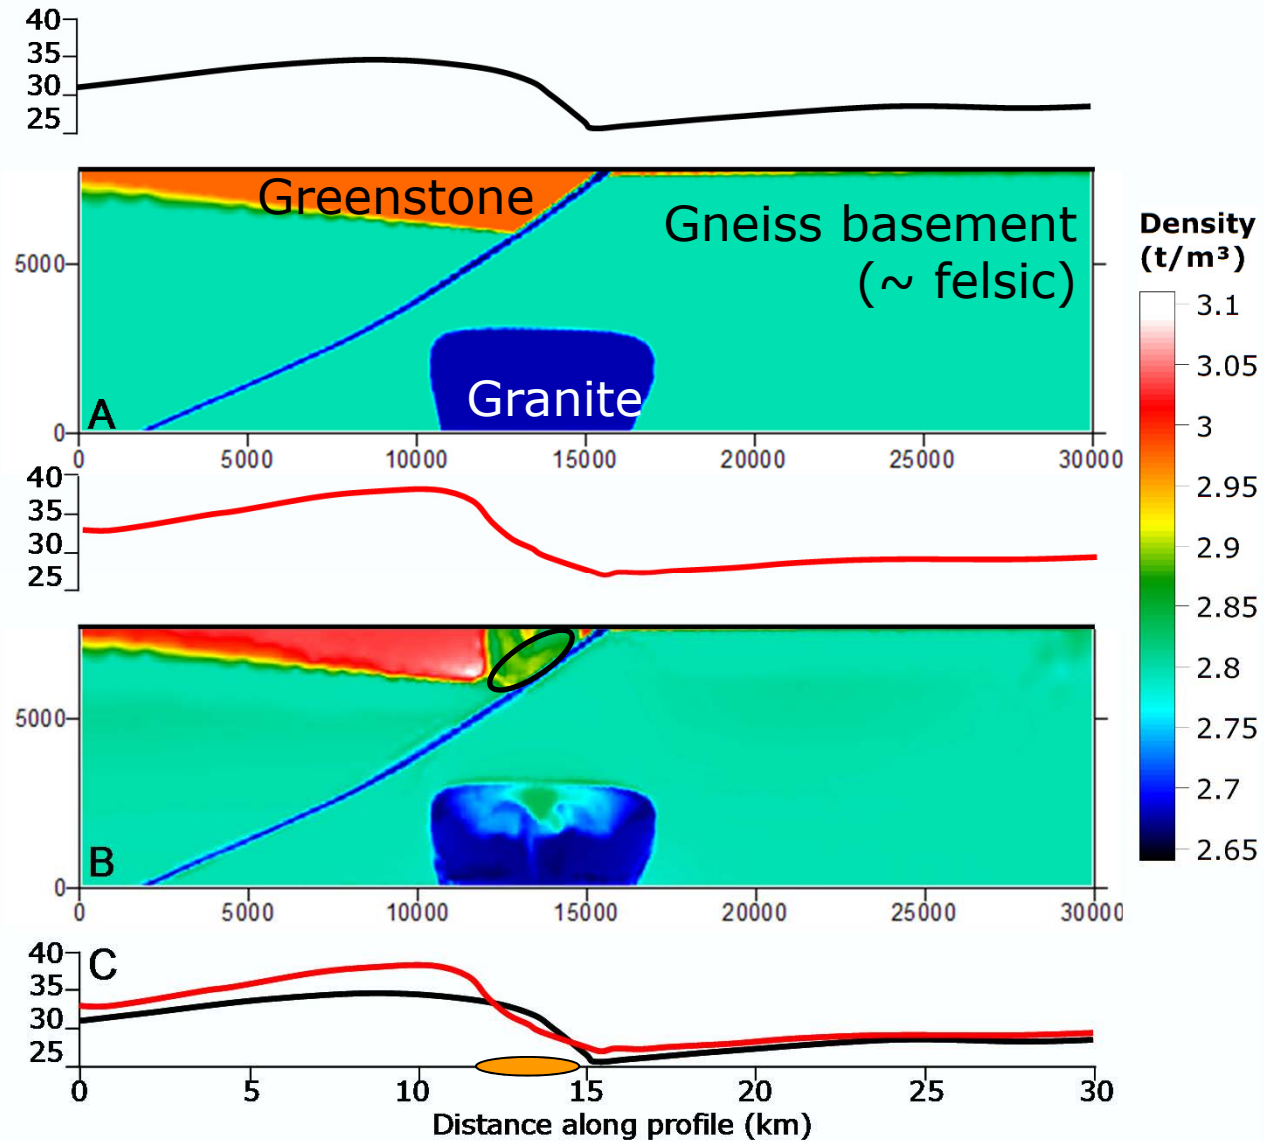 40
35
30
25
Greenstone
Gneiss basement
(~ felsic)
5000
Granite
A
0
0 5000 10000 15000 20000 25000 30000
Density
(t/m³)
3.1
3.05
3
2.95
2.9
2.85
2.8
2.75
2.7
2.65
40
35
30
25
5000
B
0
0 5000 10000 15000 20000 25000 30000
40
35
30
25
C
0 5 10 15 20 25 30
Distance along profile (km)